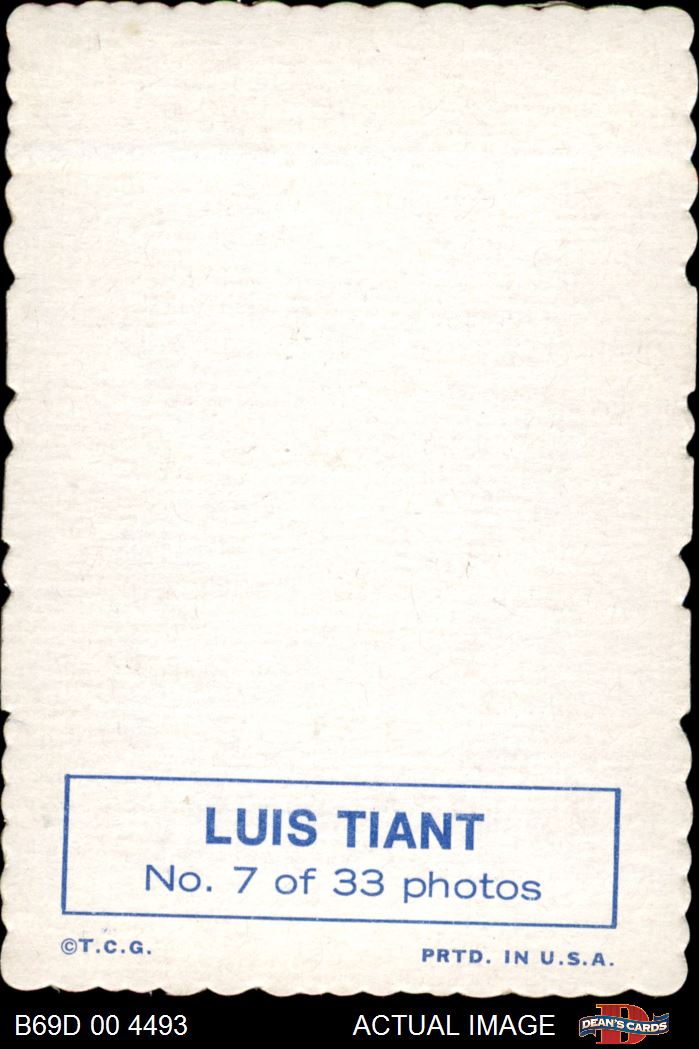 LUIS TIANT
No. 7 of 33 photos
©T.C.G.
PRTD. IN U.S.A.
B69D 00 4493
ACTUAL IMAGE
DEAN'S CARDS